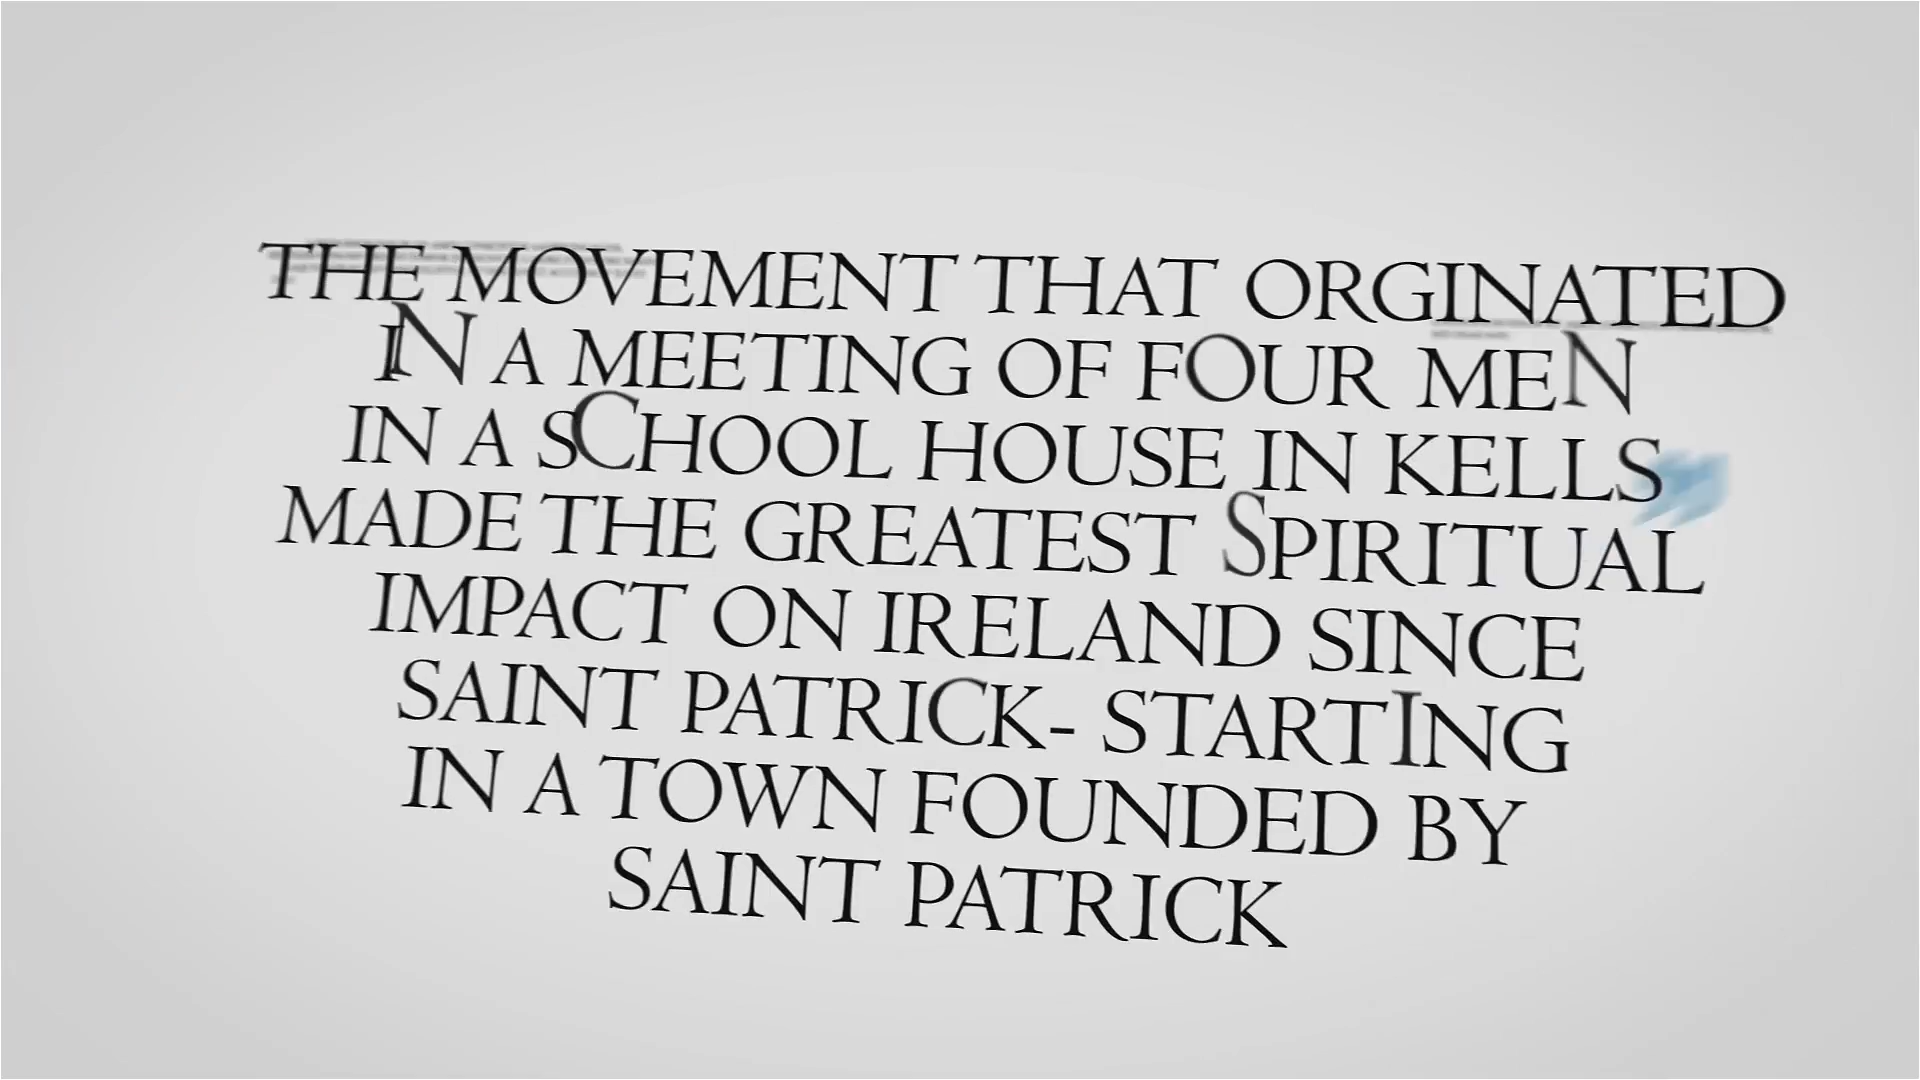 THE MOVEMENT THAT ORGINATED
IN A MEETING OF FOUR MEN
IN A SCHOOL HOUSE IN KELLS
MADE THE GREATEST SPIRITUAL
IMPACT ON IRELAND SINCE
SAINT PATRICK- STARTING
IN A TOWN FOUNDED BY
SAINT PATRICK